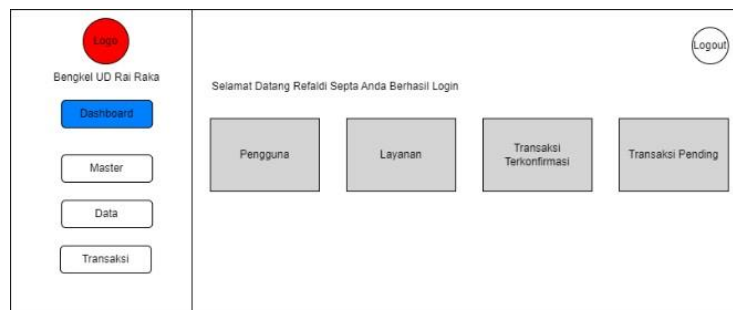 Logo
Bengkel UD Rai Raka
Dashboard
Master
Data
Transaksi
Logout
Selamat Datang Refaldi Septa Anda Berhasil Login
Pengguna
Layanan
Transaksi
Terkonfirmasi
Transaksi Pending